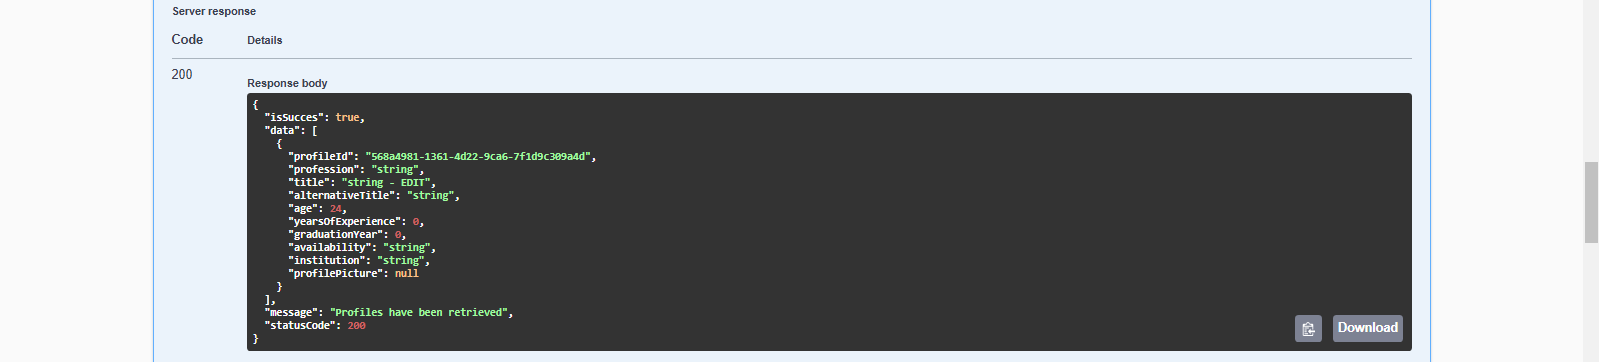 Server response
Code Details
200
Response body
{
"isSucces": true,
"data": [
{
"profileId": "568a4981-1361-4d22-9ca6-7f1d9c309a4d",
"profession": "string",
"title": "string - EDIT",
"alternativeTitle": "string",
"age": 24,
"yearsOfExperience": 0,
"graduationYear": 0,
"availability": "string",
"institution": "string",
"profilePicture": null
}
],
"message": "Profiles have been retrieved",
"statusCode": 200
}
Download